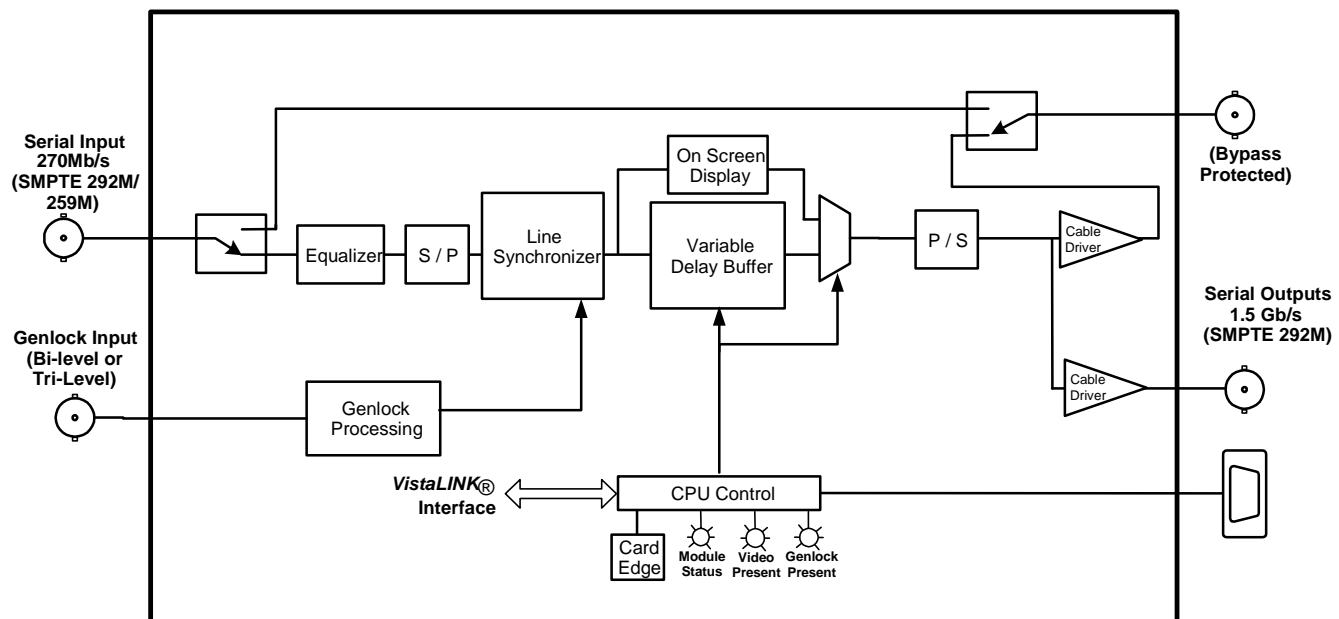 Serial Input
270Mb/s
(SMPTE 292M/
259M)
On Screen
Display
(Bypass
Protected)
Equalizer
S / P
Line
Synchronizer
Variable
Delay Buffer
P / S
Cable
Driver
Genlock Input
(Bi-level or
Tri-Level)
Serial Outputs
1.5 Gb/s
(SMPTE 292M)
Genlock
Processing
Cable
Driver
VistaLINK®
Interface
CPU Control
Card
Edge
Module
Status
Video
Present
Genlock
Present